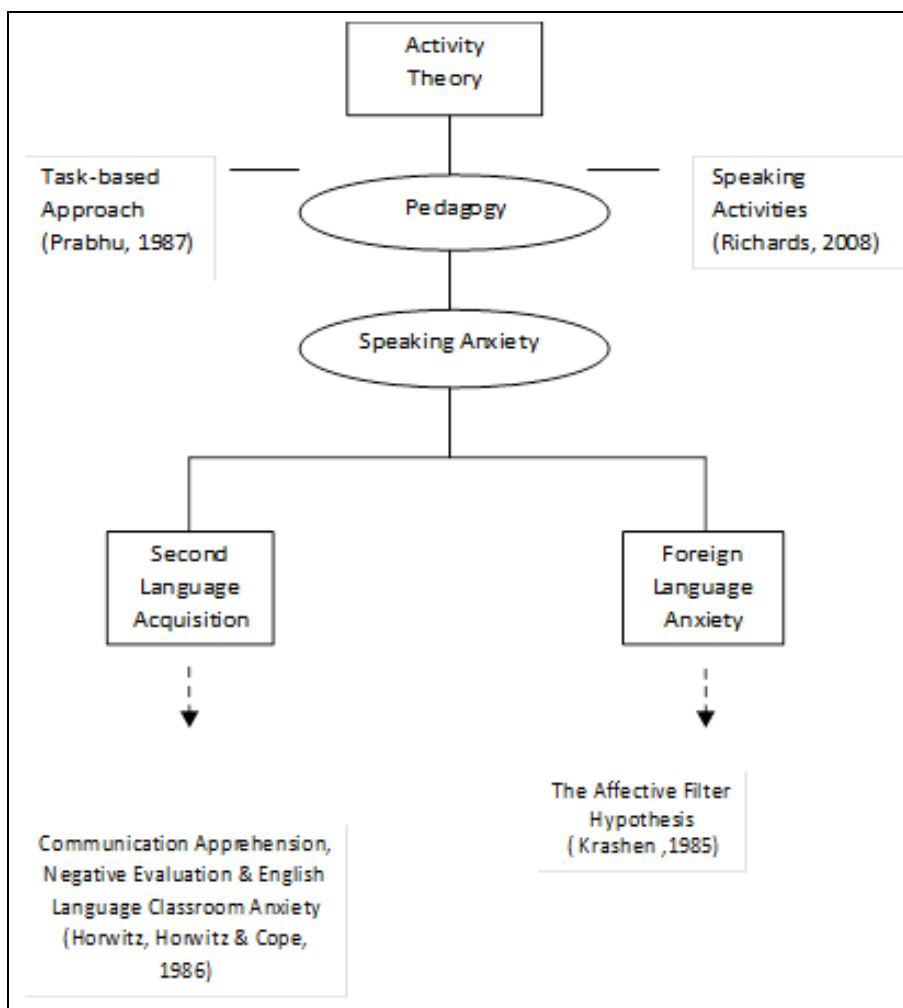 Activity
Theory
Task-based
Approach
(Prabhu, 1987)
Pedagogy
Speaking
Activities
(Richards, 2008)
Speaking Anxiety
Second
Language
Acquisition
Foreign
Language
Anxiety
The Affective Filter
Hypothesis
( Krashen ,1985)
Communication Apprehension,
Negative Evaluation & English
Language Classroom Anxiety
(Horwitz, Horwitz & Cope,
1986)